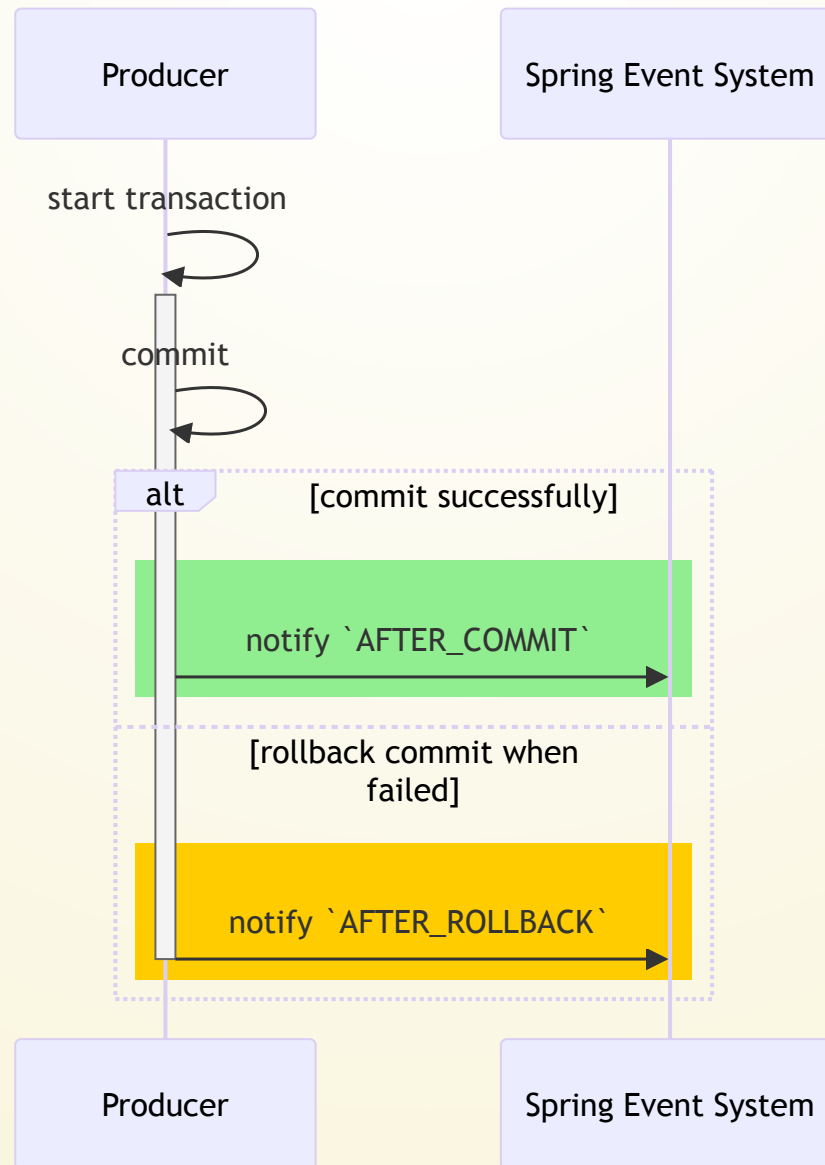 Producer
Spring Event System
start transaction
commit
alt
[commit successfully]
notify `AFTER_COMMIT`
[rollback commit when
failed]
notify `AFTER_ROLLBACK`
Producer
Spring Event System